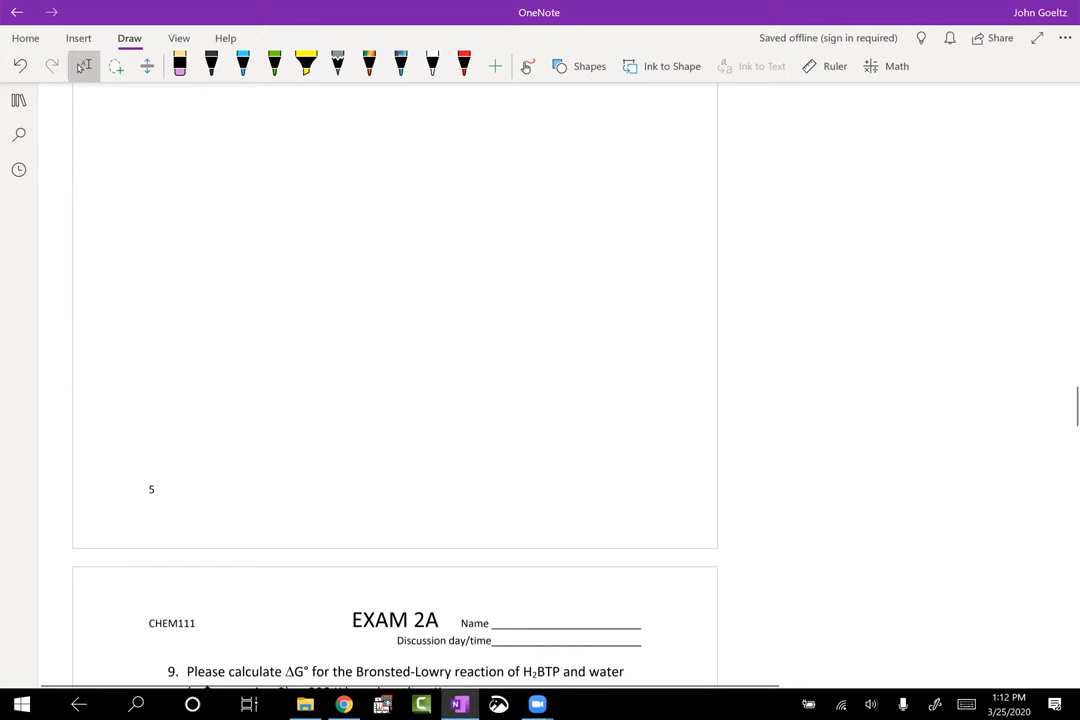 OneNote
John Goeltz
Home Insert Draw View Help
Saved offline (sign in required)
Share
Shapes
Ink to Shape
Ink to Text
Ruler
Math
5
CHEM111
EXAM 2A
Name
Discussion day/time
9. Please calculate ΔG° for the Bronsted-Lowry reaction of H₂BTP and water
1:12 PM
3/25/2020